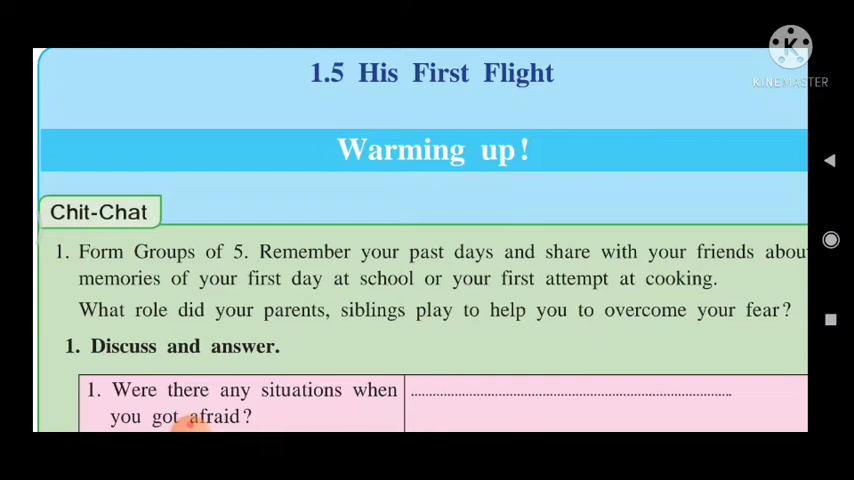 1.5 His First Flight
K
KINEMASTER
Warming up!
Chit-Chat
1. Form Groups of 5. Remember your past days and share with your friends
memories of your first day at school or your first attempt at cooking.
What role did your parents, siblings play to help you to overcome your fear?
1. Discuss and answer.
1. Were there any situations when ................................................................................
you got afraid?